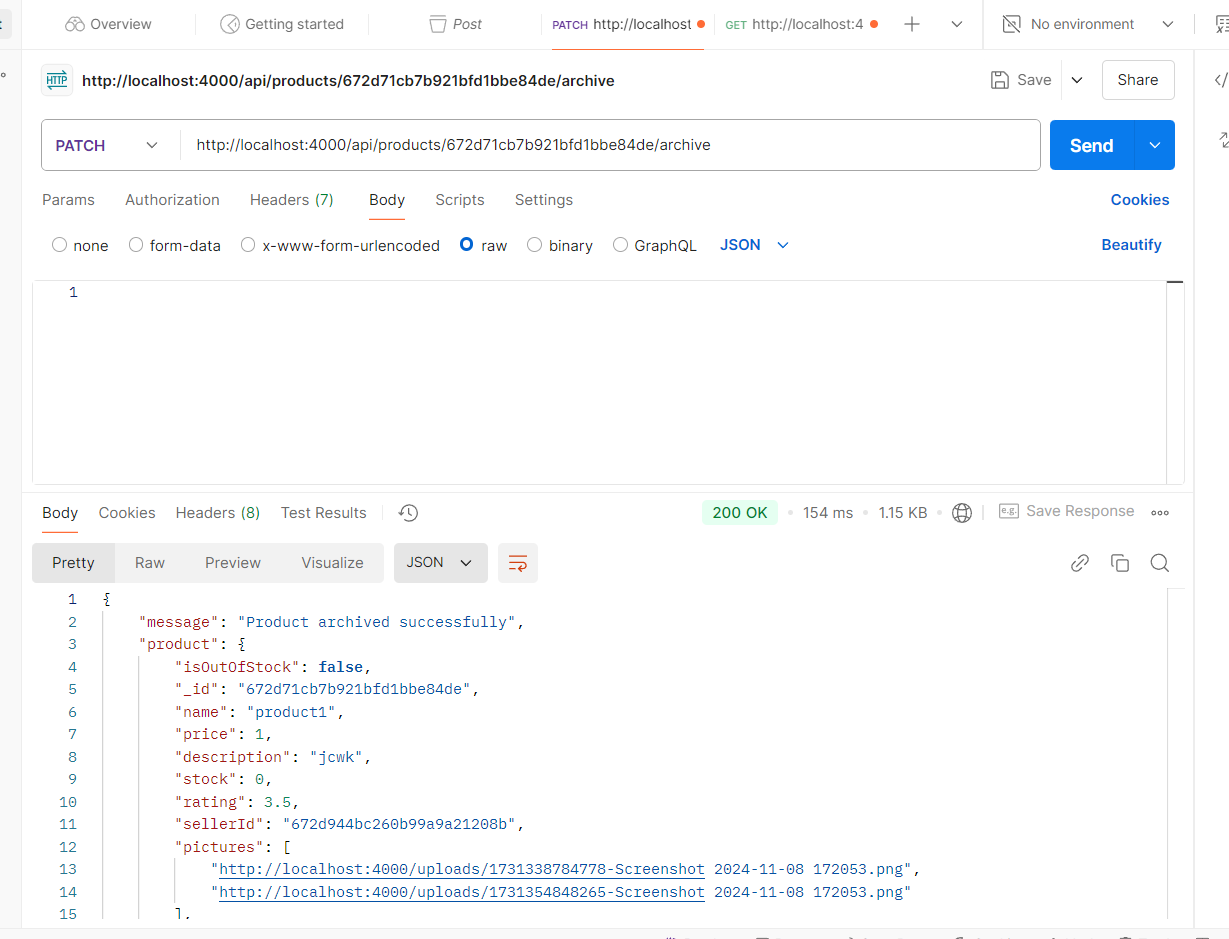 Overview
Getting started
Post
PATCH http://localhost
GET http://localhost:4
No environment
HTTP http://localhost:4000/api/products/672d71cb7b921bfd1bbe84de/archive
Save
Share
PATCH http://localhost:4000/api/products/672d71cb7b921bfd1bbe84de/archive
Send
Params Authorization Headers (7) Body Scripts Settings Cookies
none form-data x-www-form-urlencoded raw binary GraphQL JSON Beautify
1
Body Cookies Headers (8) Test Results 200 OK 154 ms 1.15 KB e.g. Save Response
Pretty Raw Preview Visualize JSON
1 {
2 "message": "Product archived successfully",
3 "product": {
4 "isOutOfStock": false,
5 "_id": "672d71cb7b921bfd1bbe84de",
6 "name": "product1",
7 "price": 1,
8 "description": "jcwk",
9 "stock": 0,
10 "rating": 3.5,
11 "sellerId": "672d944bc260b99a9a21208b",
12 "pictures": [
13 "http://localhost:4000/uploads/1731338784778-Screenshot 2024-11-08 172053.png",
14 "http://localhost:4000/uploads/1731354848265-Screenshot 2024-11-08 172053.png"
15 ],